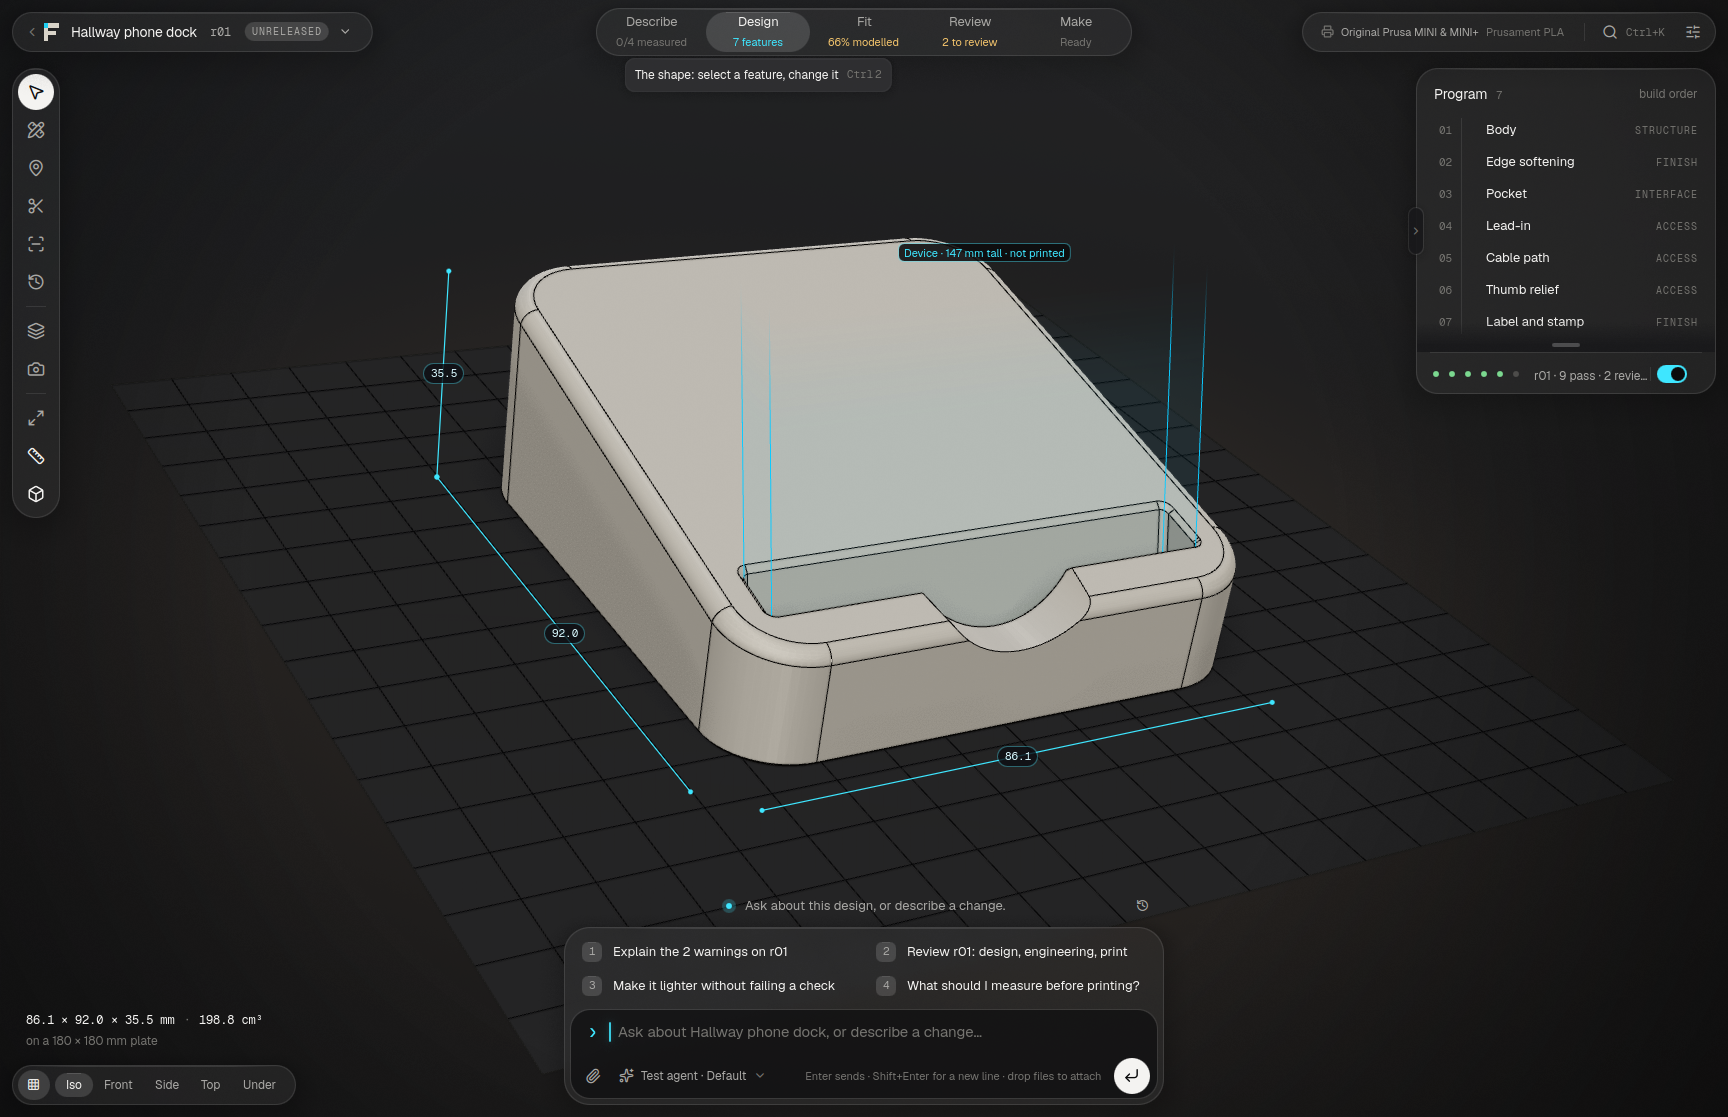 Hallway phone dock r01 UNRELEASED
Describe
0/4 measured
Design
7 features
Fit
66% modelled
Review
2 to review
Make
Ready
Original Prusa MINI & MINI+ Prusament PLA
Ctrl+K
The shape: select a feature, change it Ctrl 2
Program 7 build order
01 Body STRUCTURE
02 Edge softening FINISH
03 Pocket INTERFACE
04 Lead-in ACCESS
05 Cable path ACCESS
06 Thumb relief ACCESS
07 Label and stamp FINISH
r01 · 9 pass · 2 revie...
Device · 147 mm tall · not printed
35.5
92.0
86.1
Ask about this design, or describe a change.
1 Explain the 2 warnings on r01
2 Review r01: design, engineering, print
3 Make it lighter without failing a check
4 What should I measure before printing?
Ask about Hallway phone dock, or describe a change...
Test agent · Default
Enter sends · Shift+Enter for a new line · drop files to attach
86.1 × 92.0 × 35.5 mm · 198.8 cm³
on a 180 × 180 mm plate
Iso Front Side Top Under